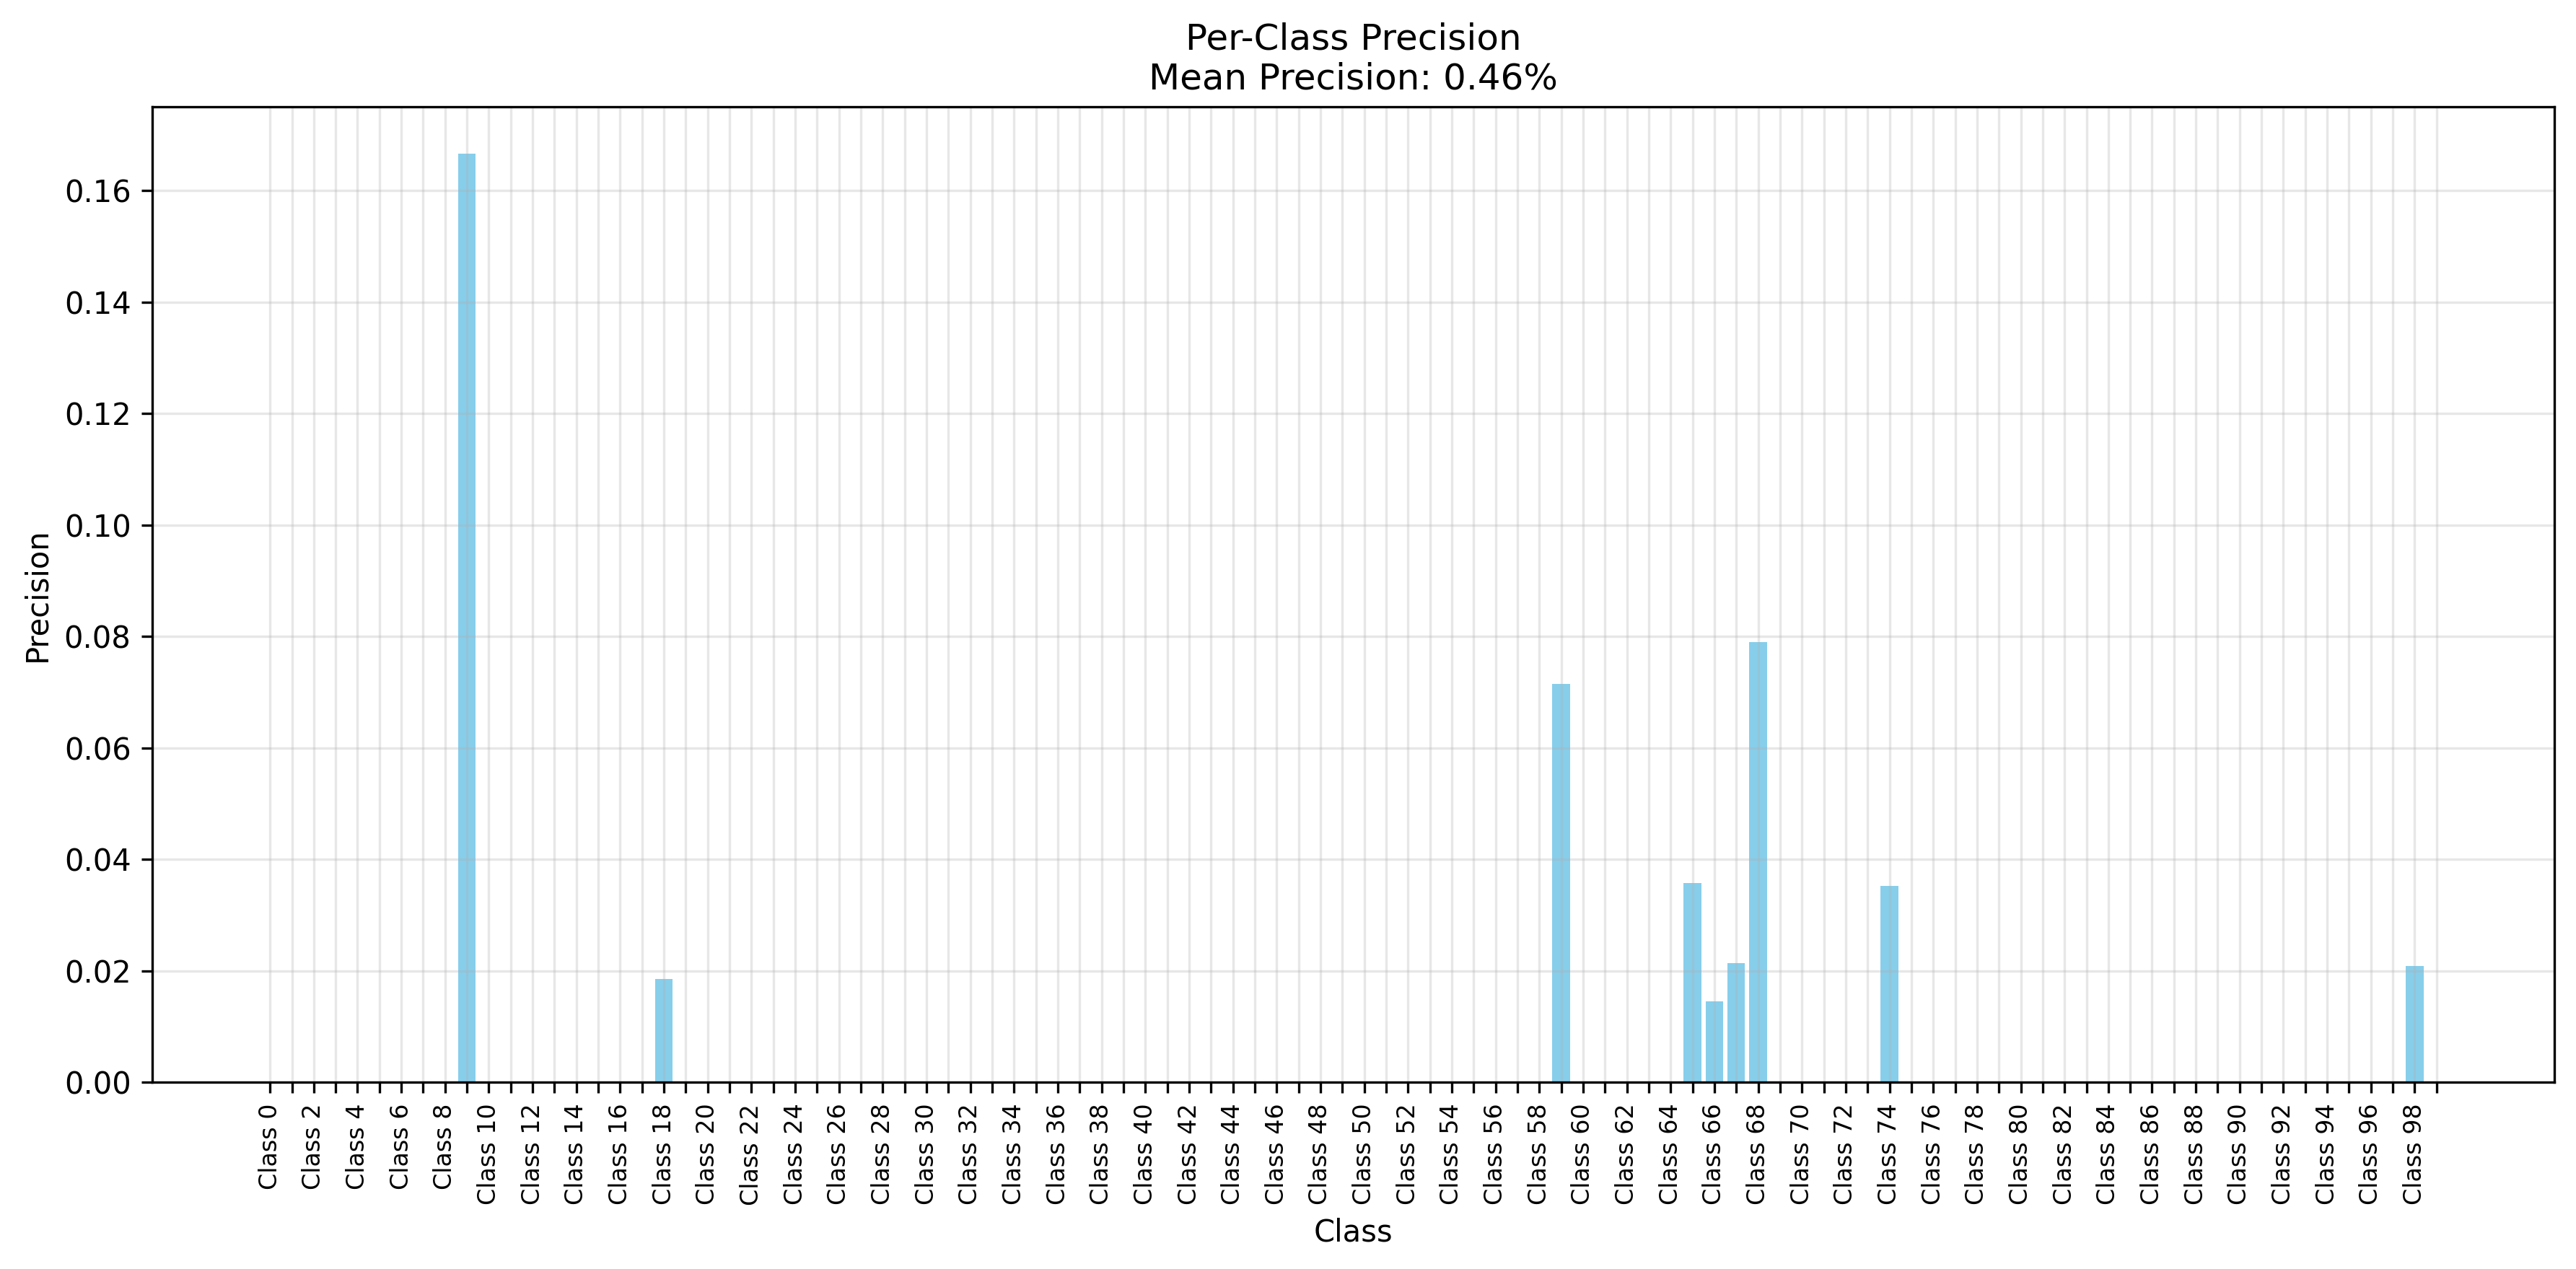 Per-Class Precision
Mean Precision: 0.46%
Precision
0.16
0.14
0.12
0.10
0.08
0.06
0.04
0.02
0.00
Class 0
Class 2
Class 4
Class 6
Class 8
Class 10
Class 12
Class 14
Class 16
Class 18
Class 20
Class 22
Class 24
Class 26
Class 28
Class 30
Class 32
Class 34
Class 36
Class 38
Class 40
Class 42
Class 44
Class 46
Class 48
Class 50
Class 52
Class 54
Class 56
Class 58
Class 60
Class 62
Class 64
Class 66
Class 68
Class 70
Class 72
Class 74
Class 76
Class 78
Class 80
Class 82
Class 84
Class 86
Class 88
Class 90
Class 92
Class 94
Class 96
Class 98
Class